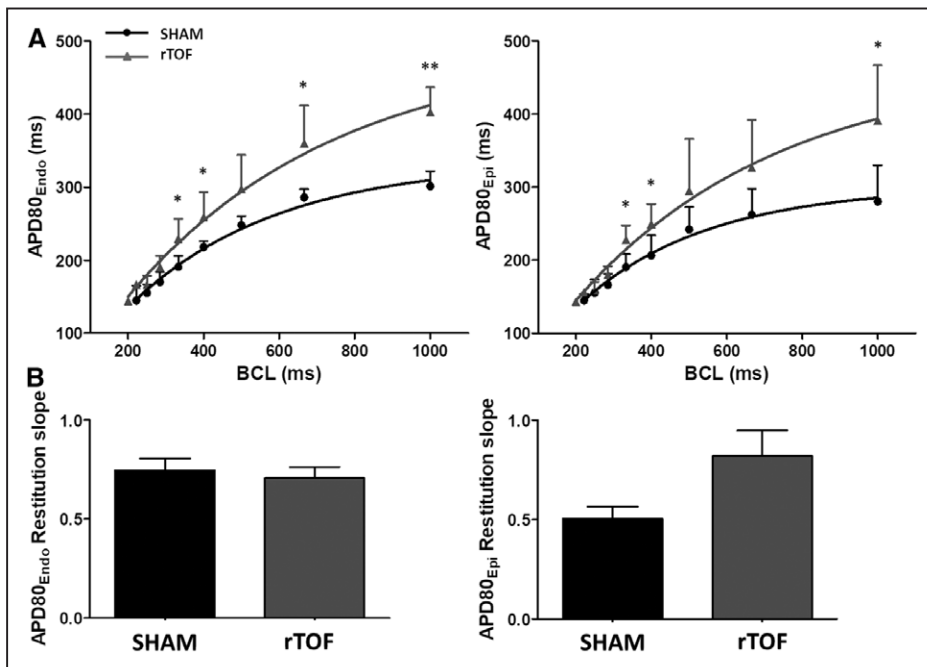 A
SHAM
rTOF
500
400
300
200
100
APD80Endo (ms)
*
*
*
**
200 400 600 800 1000
BCL (ms)
500
400
300
200
100
APD80Epi (ms)
*
*
*
200 400 600 800 1000
BCL (ms)
B
1.0
0.5
0.0
APD80Endo Restitution slope
SHAM rTOF
1.0
0.5
0.0
APD80Epi Restitution slope
SHAM rTOF